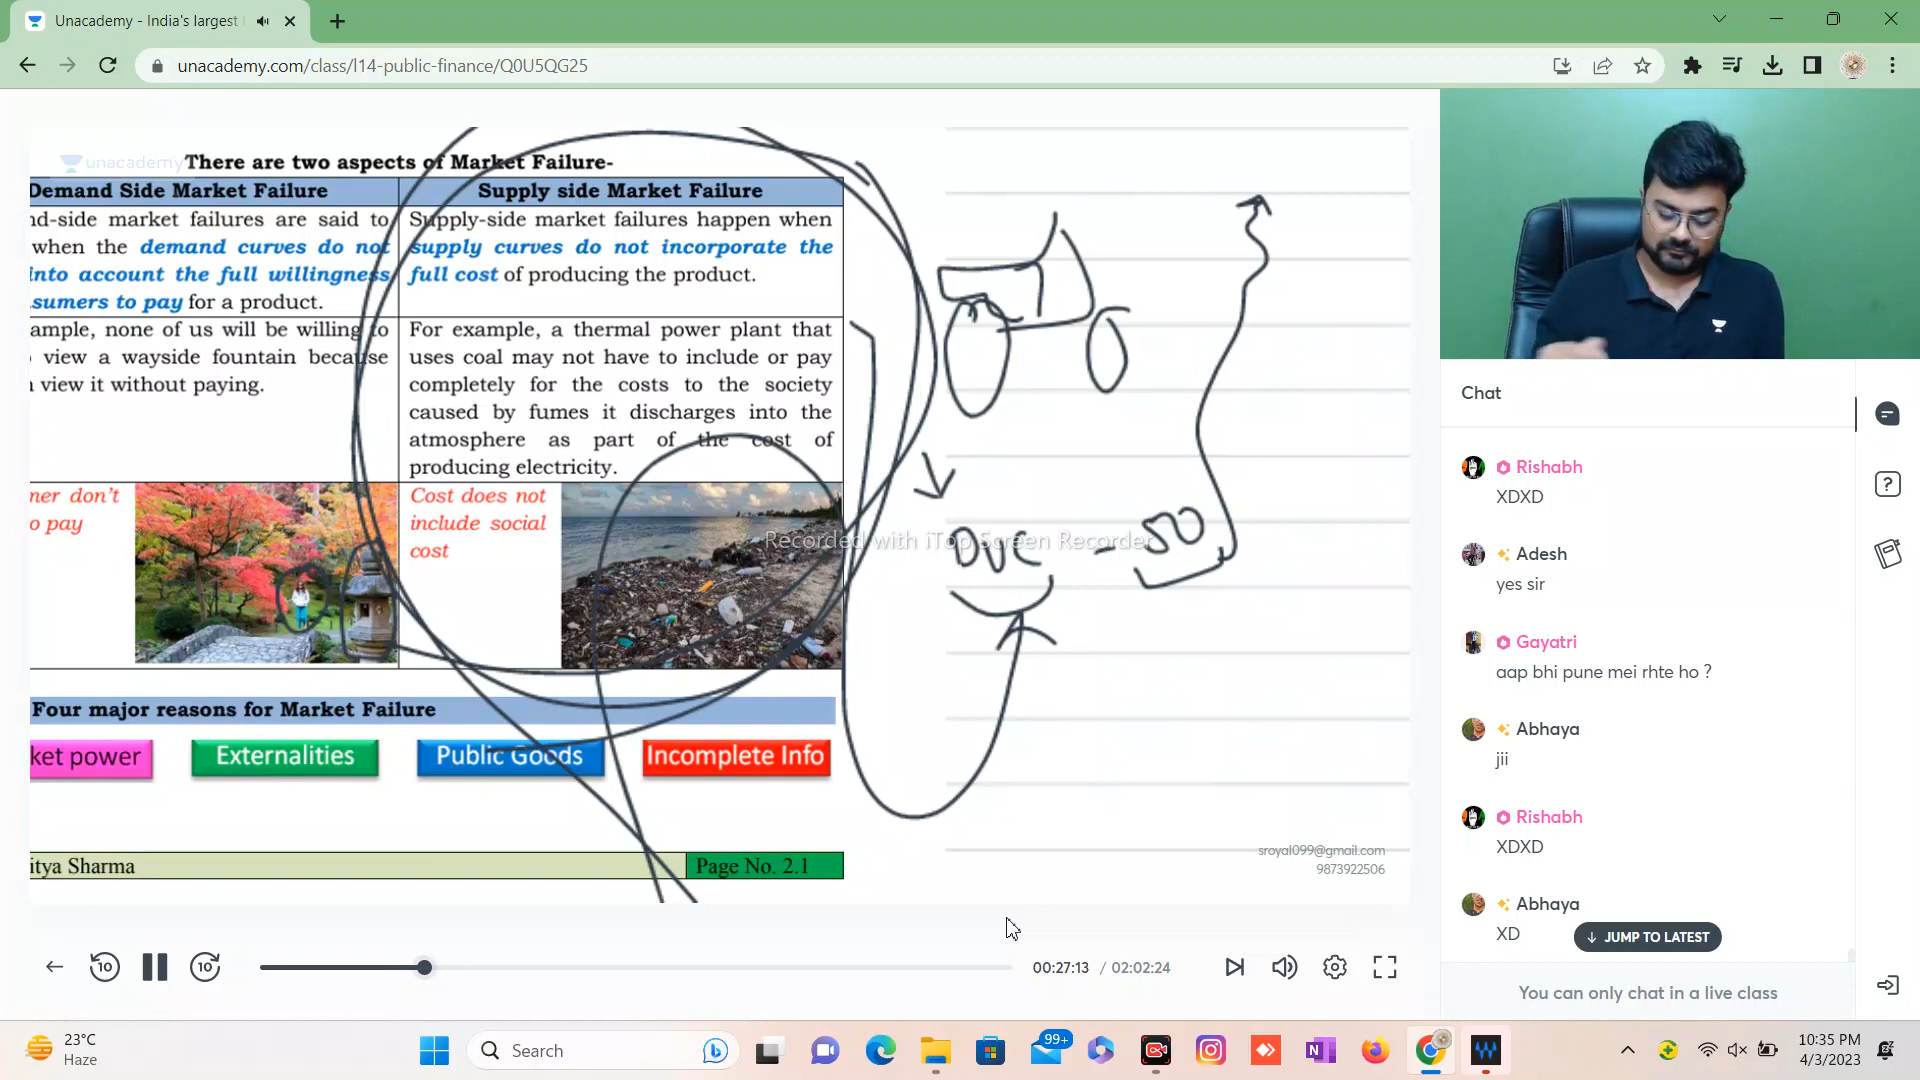 Unacademy - India's largest
unacademy.com/class/l14-public-finance/Q0U5QG25
unacademy
There are two aspects of Market Failure-
Demand Side Market Failure
Supply side Market Failure
nd-side market failures are said to
when the demand curves do not
into account the full willingness
sumers to pay for a product.
Supply-side market failures happen when
supply curves do not incorporate the
full cost of producing the product.
ample, none of us will be willing to
view a wayside fountain because
view it without paying.
For example, a thermal power plant that
uses coal may not have to include or pay
completely for the costs to the society
caused by fumes it discharges into the
atmosphere as part of the cost of
producing electricity.
ner don't
o pay
Cost does not
include social
cost
Recorded with iTop Screen Recorder
- 50
Four major reasons for Market Failure
ket power
Externalities
Public Goods
Incomplete Info
itya Sharma
Page No. 2.1
sroyal099@gmail.com
9873922506
10
10
00:27:13 / 02:02:24
Chat
Rishabh
XDXD
Adesh
yes sir
Gayatri
aap bhi pune mei rhte ho ?
Abhaya
jii
Rishabh
XDXD
Abhaya
XD
JUMP TO LATEST
You can only chat in a live class
23°C
Haze
Search
99+
10:35 PM
4/3/2023